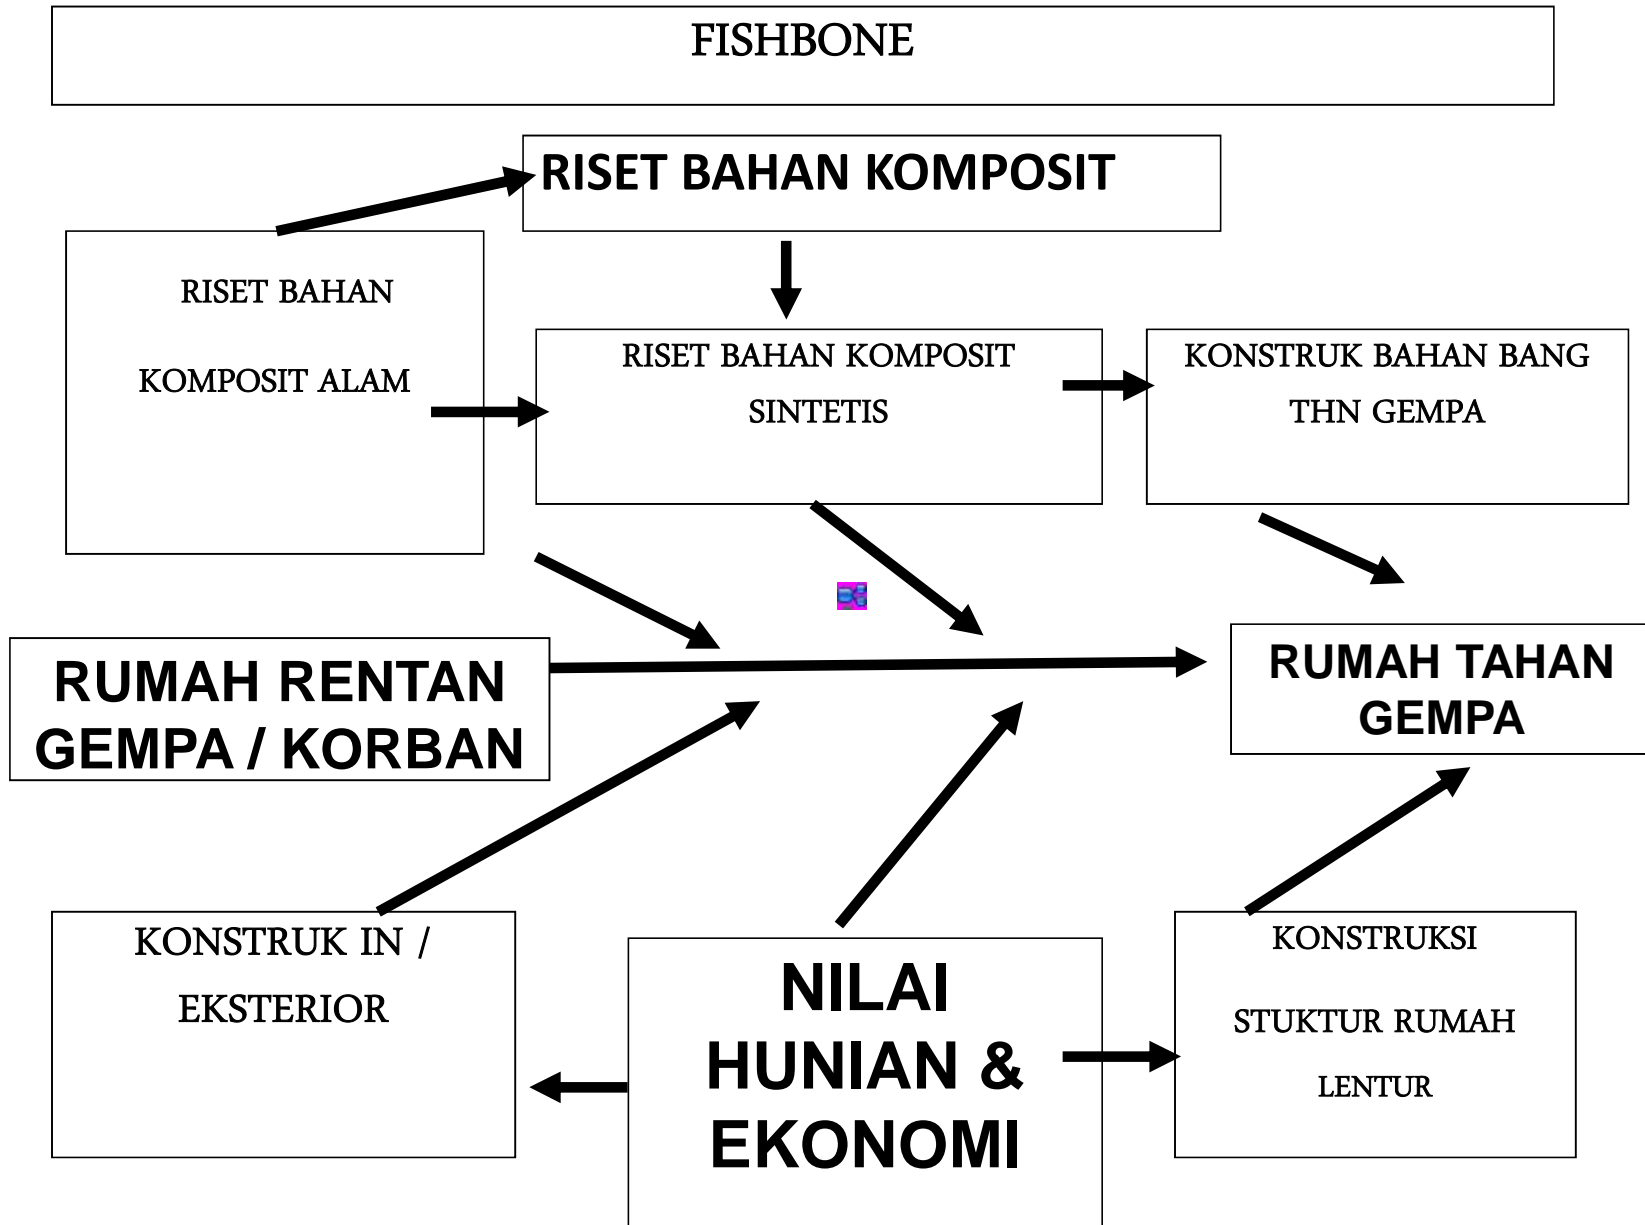 FISHBONE
RISET BAHAN KOMPOSIT
RISET BAHAN
KOMPOSIT ALAM
RISET BAHAN KOMPOSIT
SINTETIS
KONSTRUK BAHAN BANG
THN GEMPA
RUMAH RENTAN
GEMPA / KORBAN
RUMAH TAHAN
GEMPA
KONSTRUK IN /
EKSTERIOR
NILAI
HUNIAN &
EKONOMI
KONSTRUKSI
STUKTUR RUMAH
LENTUR